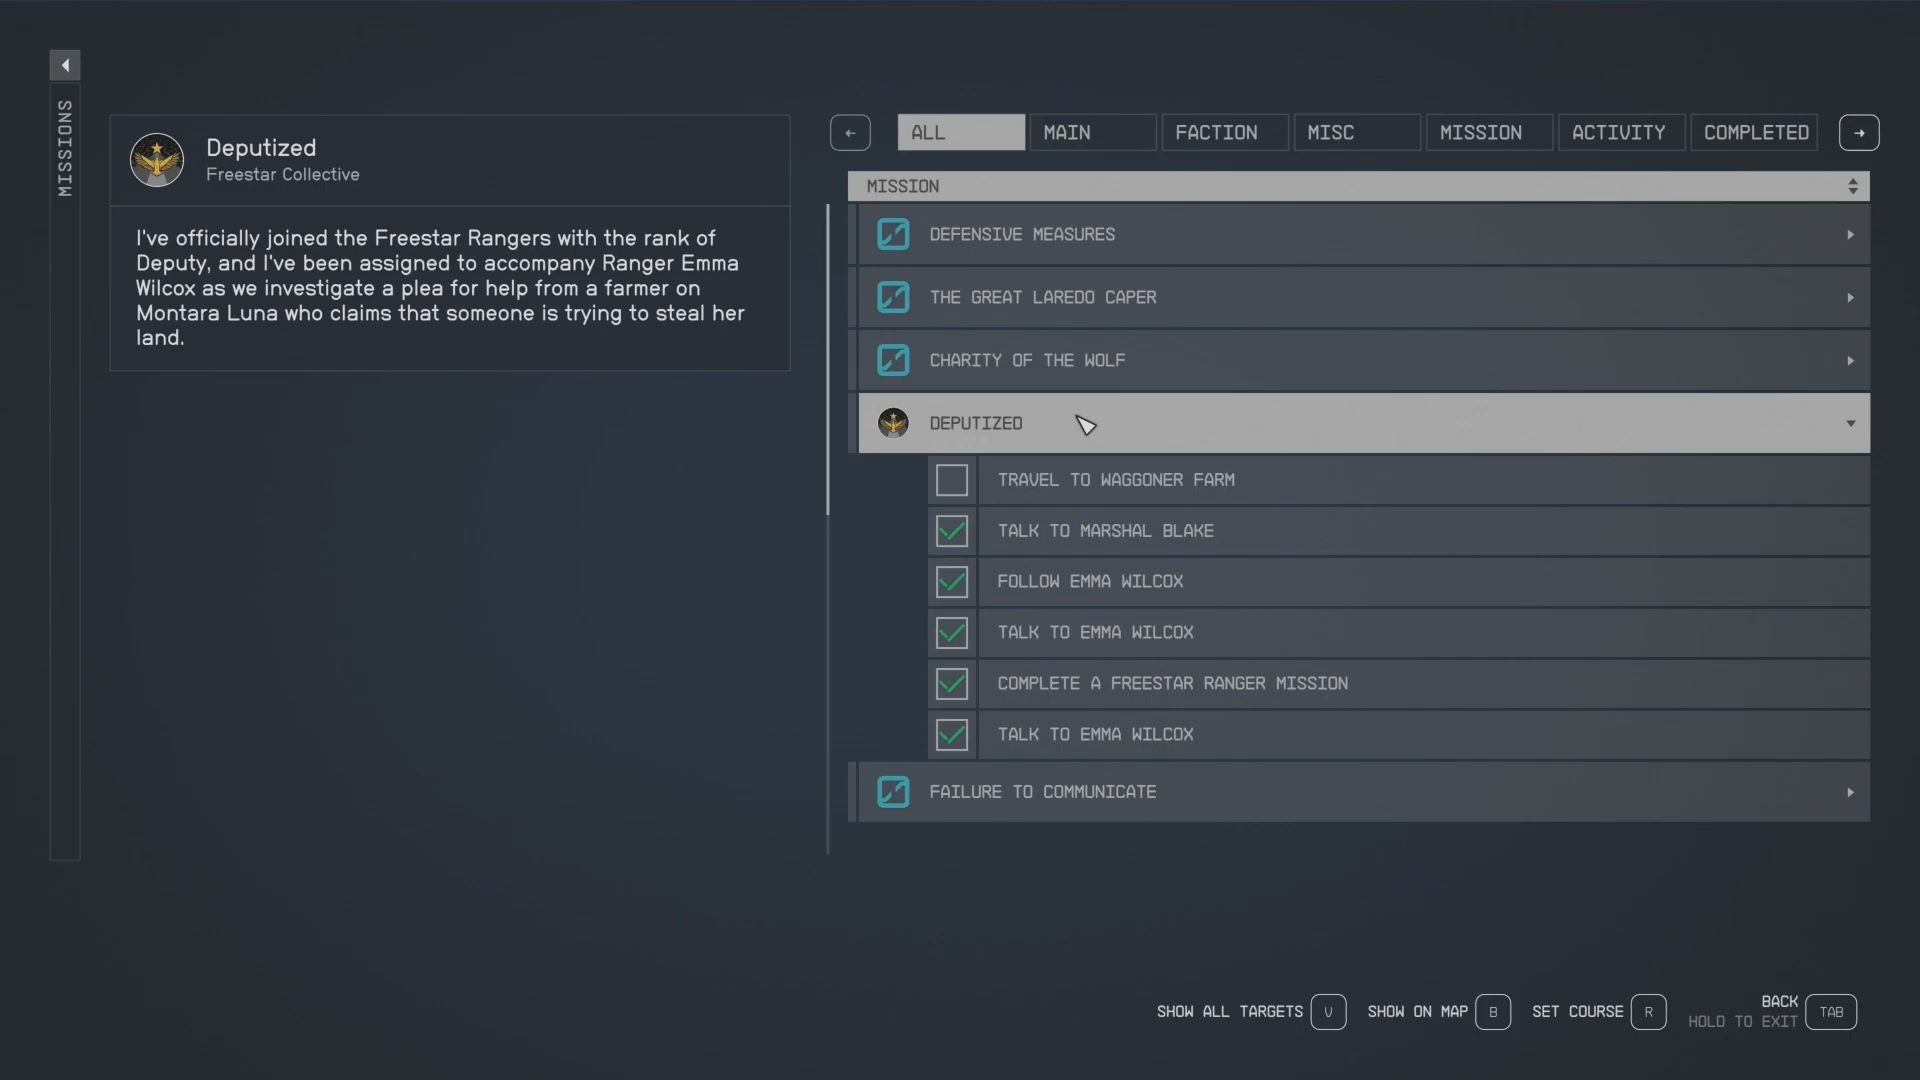 MISSIONS
Deputized
Freestar Collective
I've officially joined the Freestar Rangers with the rank of
Deputy, and I've been assigned to accompany Ranger Emma
Wilcox as we investigate a plea for help from a farmer on
Montara Luna who claims that someone is trying to steal her
land.
ALL MAIN FACTION MISC MISSION ACTIVITY COMPLETED
MISSION
DEFENSIVE MEASURES
THE GREAT LAREDO CAPER
CHARITY OF THE WOLF
DEPUTIZED
TRAVEL TO WAGGONER FARM
TALK TO MARSHAL BLAKE
FOLLOW EMMA WILCOX
TALK TO EMMA WILCOX
COMPLETE A FREESTAR RANGER MISSION
TALK TO EMMA WILCOX
FAILURE TO COMMUNICATE
SHOW ALL TARGETS V SHOW ON MAP B SET COURSE R BACK TAB
HOLD TO EXIT